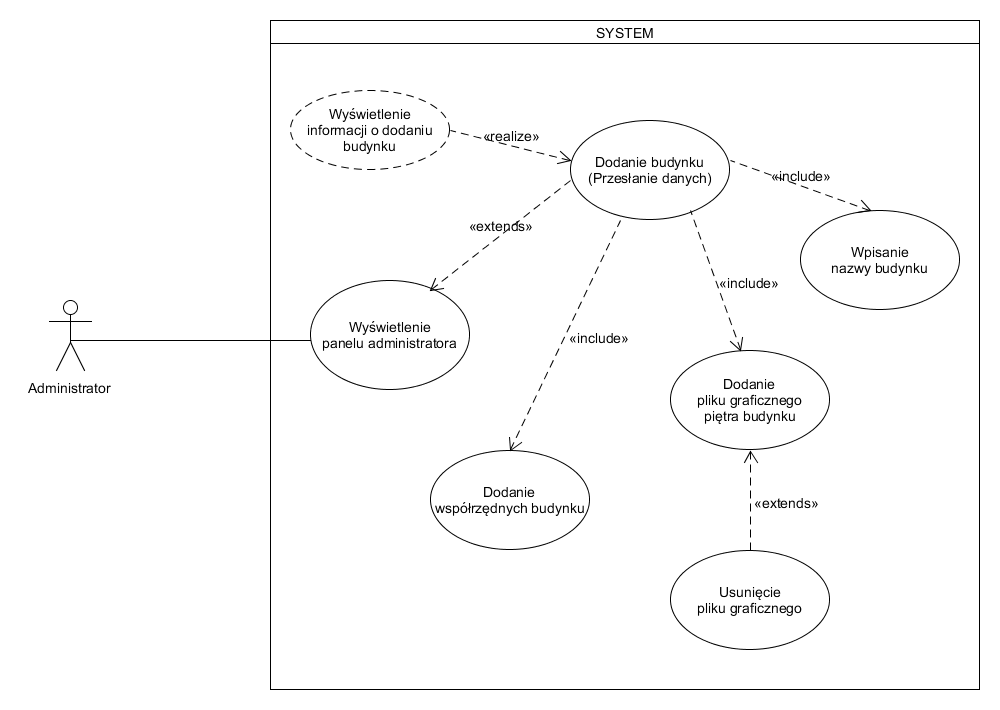 SYSTEM
Wyświetlenie
informacji o dodaniu
budynku
«realize»
Dodanie budynku
(Przesłanie danych)
«include»
Wpisanie
nazwy budynku
«extends»
«include»
Wyświetlenie
panelu administratora
Administrator
«include»
Dodanie
pliku graficznego
piętra budynku
Dodanie
współrzędnych budynku
«extends»
Usunięcie
pliku graficznego